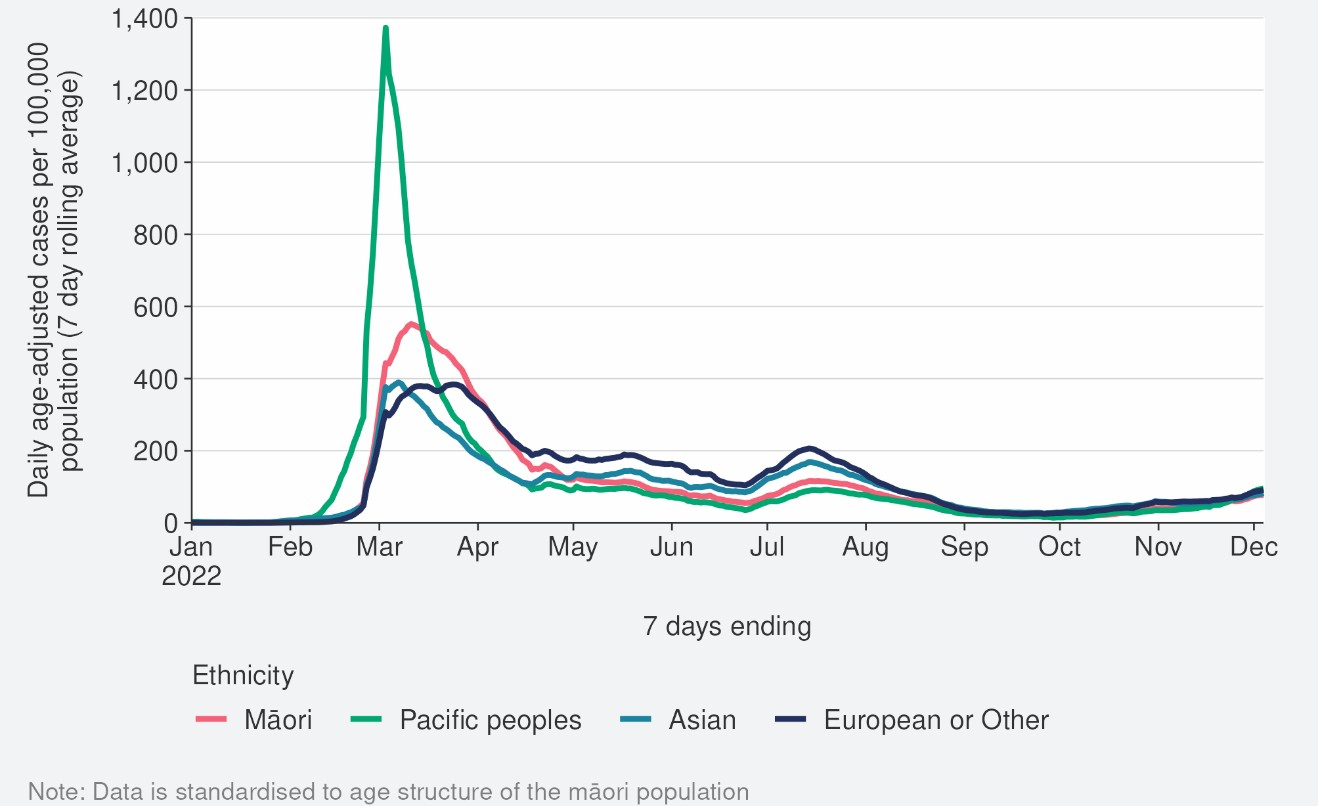 Daily age-adjusted cases per 100,000
population (7 day rolling average)
1,400
1,200
1,000
800
600
400
200
0
Jan Feb Mar Apr May Jun Jul Aug Sep Oct Nov Dec
2022
7 days ending
Ethnicity
Māori Pacific peoples Asian European or Other
Note: Data is standardised to age structure of the māori population